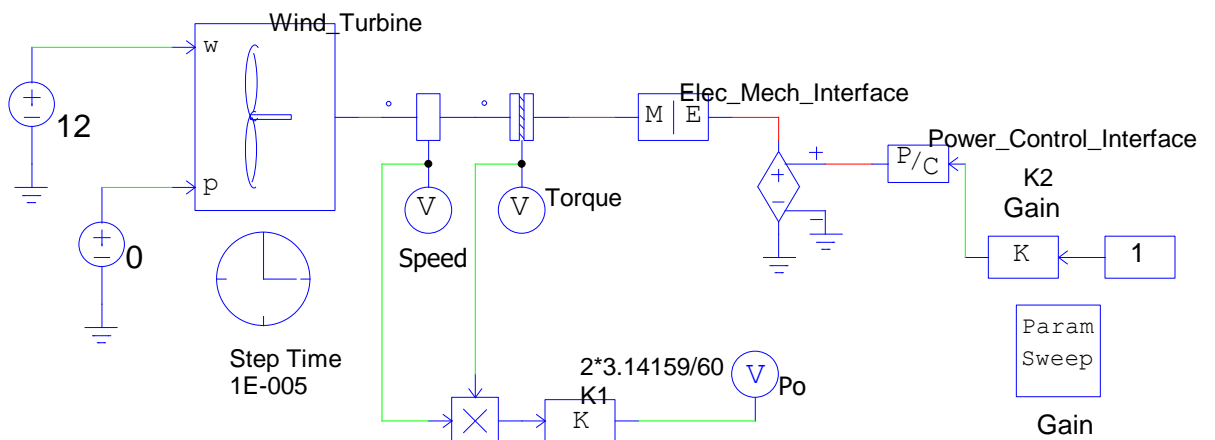 Wind_Turbine
w
12
p
0
Elec_Mech_Interface
M E
Power_Control_Interface
+
P/C
+
−
−
K2
Gain
V
V
Torque
Speed
K
1
+
−
+
−
Param
Sweep
Gain
Step Time
1E-005
2*3.14159/60
K1
K
V
Po